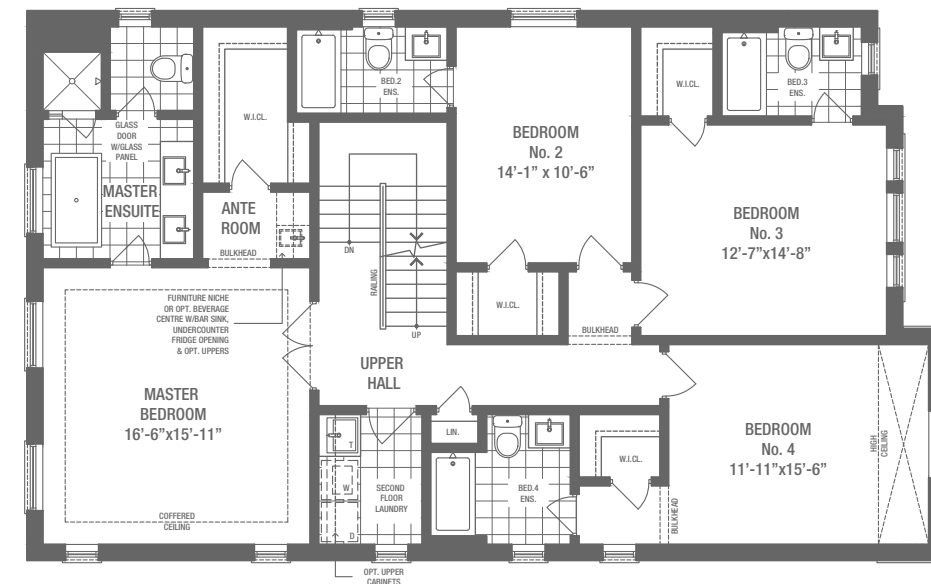 GLASS
DOOR
W/GLASS
PANEL
MASTER
ENSUITE
W.I.CL.
ANTE
ROOM
BULKHEAD
BED.2
ENS.
BEDROOM
No. 2
14'-1" x 10'-6"
W.I.CL.
BED.3
ENS.
BEDROOM
No. 3
12'-7"x14'-8"
DN
RAILING
UP
W.I.CL.
BULKHEAD
FURNITURE NICHE
OR OPT. BEVERAGE
CENTRE W/BAR SINK,
UNDERCOUNTER
FRIDGE OPENING
& OPT. UPPERS
MASTER
BEDROOM
16'-6"x15'-11"
COFFERED
CEILING
UPPER
HALL
LIN.
T
W
D
SECOND
FLOOR
LAUNDRY
OPT. UPPER
CABINETS
BED.4
ENS.
W.I.CL.
BULKHEAD
BEDROOM
No. 4
11'-11"x15'-6"
HIGH
CEILING